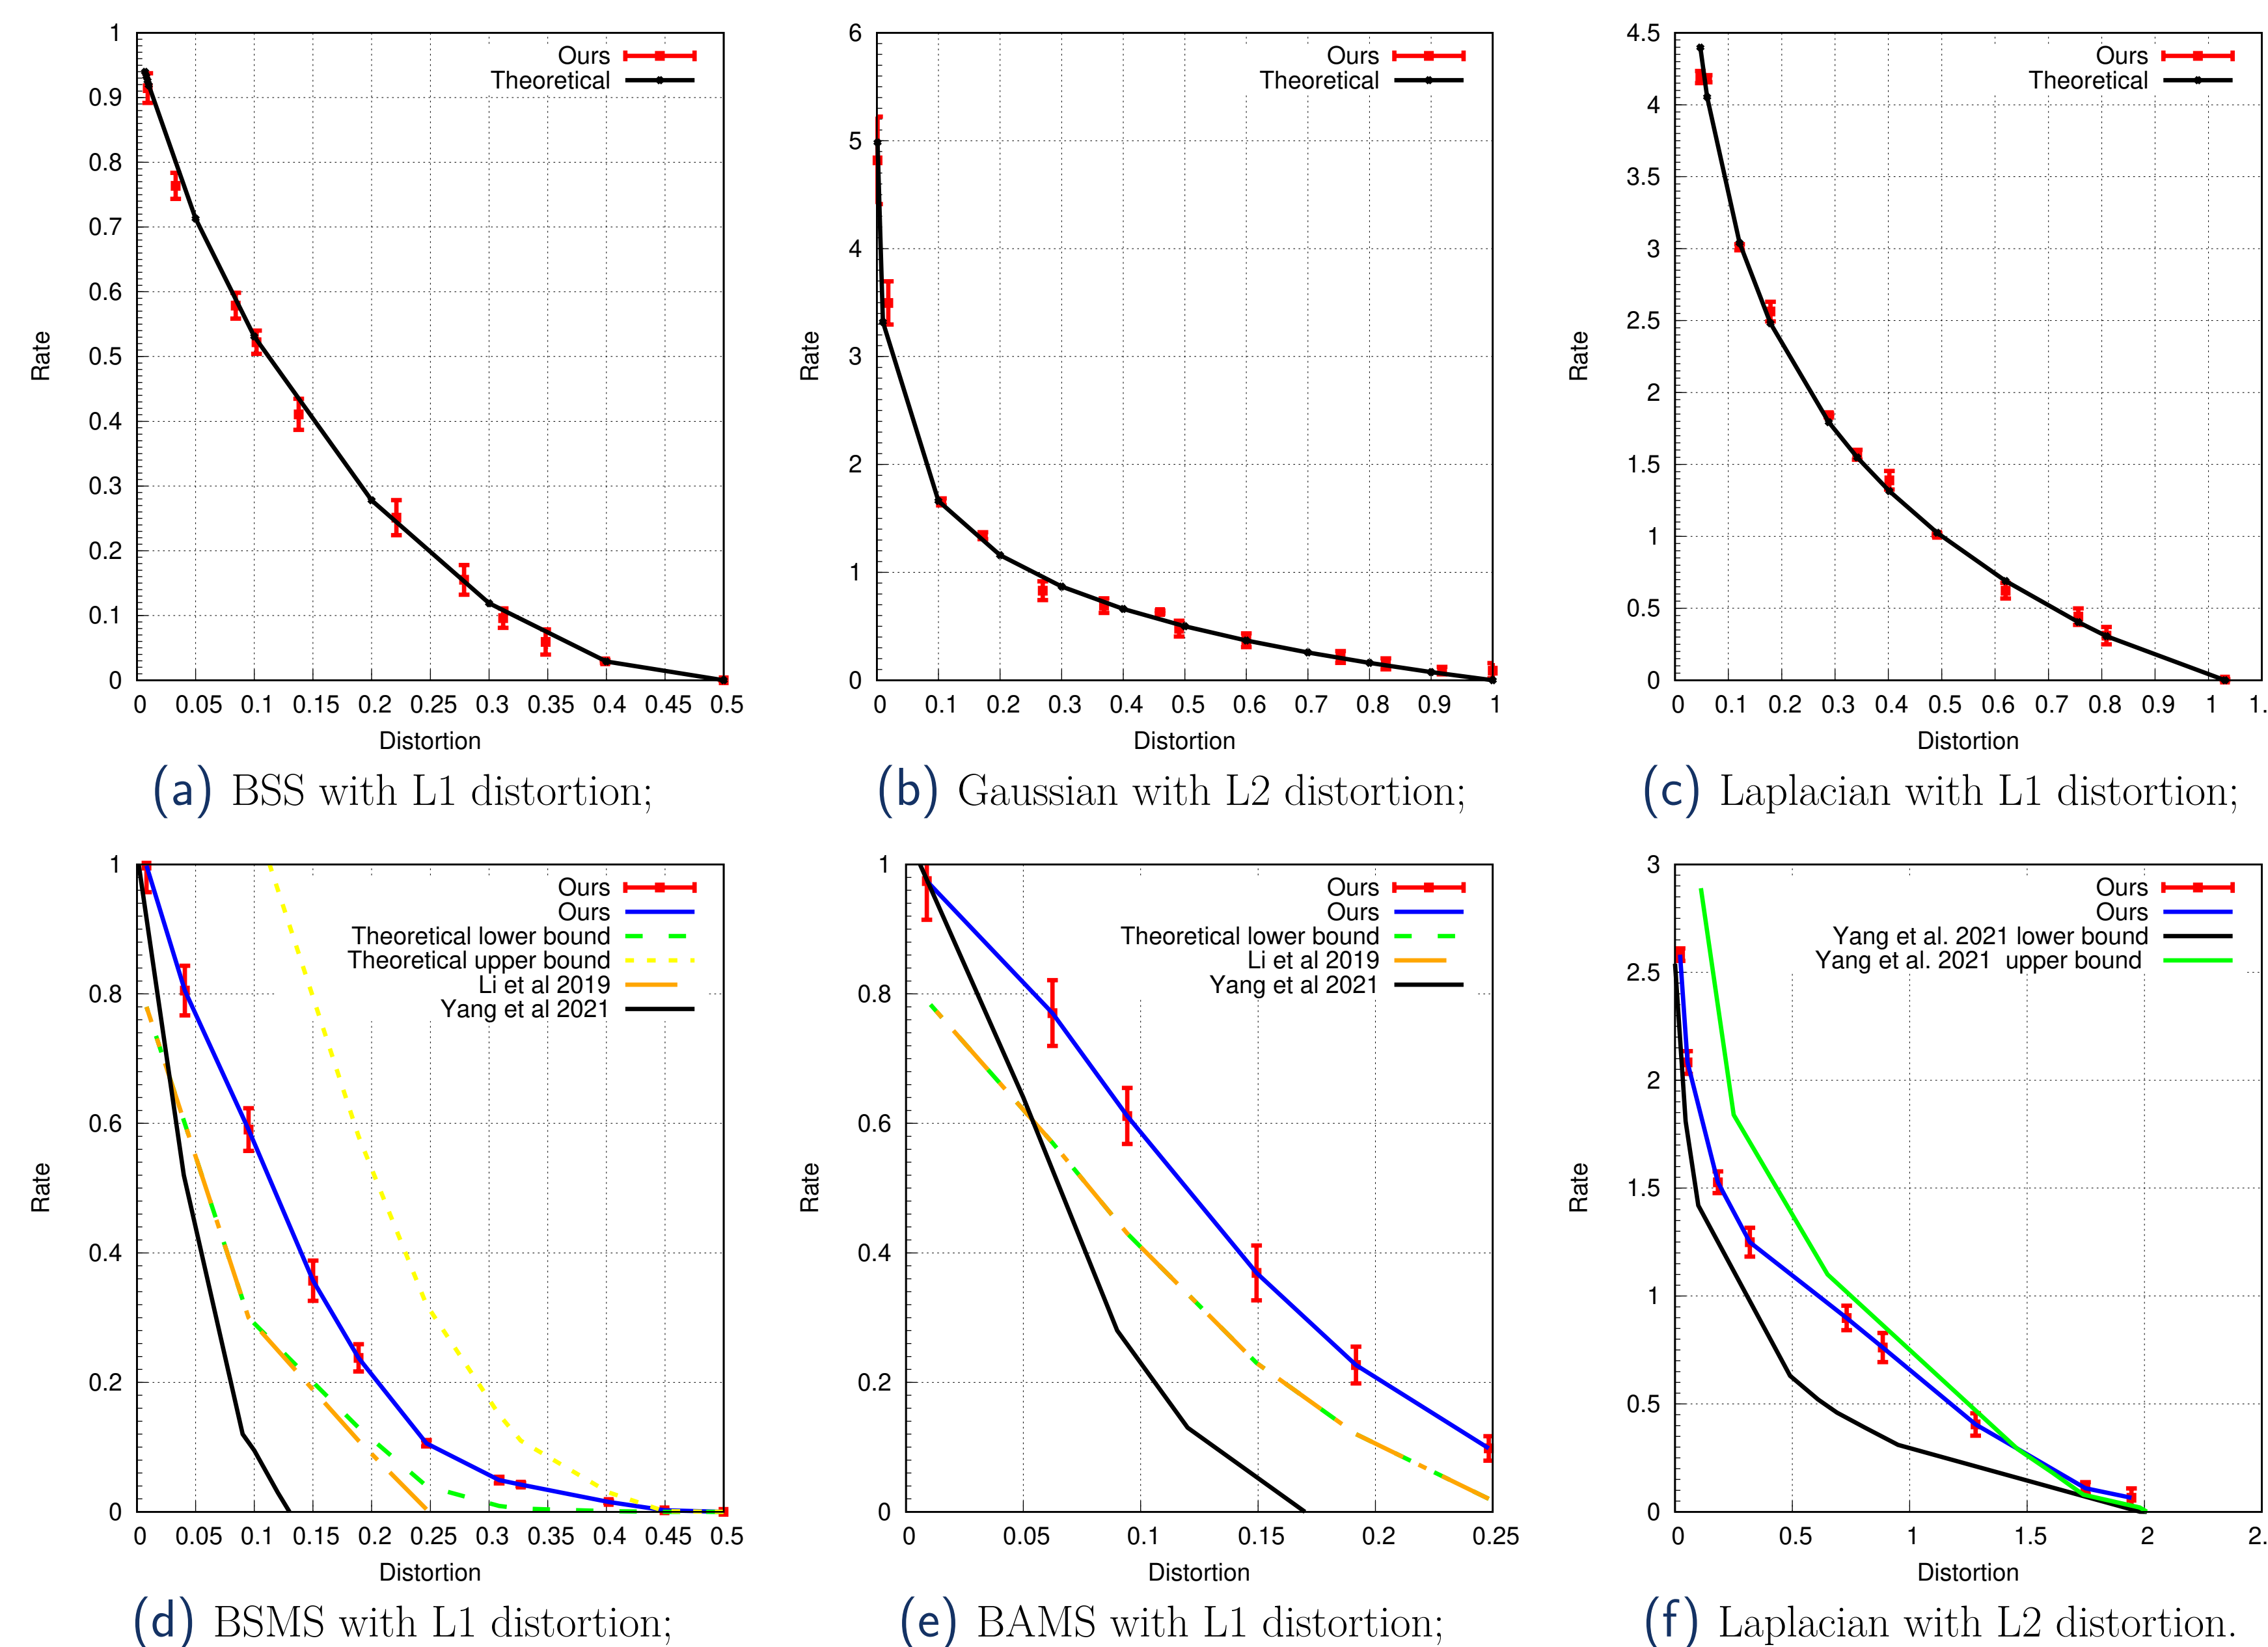 1
0.9
0.8
0.7
0.6
0.5
0.4
0.3
0.2
0.1
0
0 0.05 0.1 0.15 0.2 0.25 0.3 0.35 0.4 0.45 0.5
Rate
Distortion
Ours
Theoretical
(a) BSS with L1 distortion;
6
5
4
3
2
1
0
0 0.1 0.2 0.3 0.4 0.5 0.6 0.7 0.8 0.9 1
Rate
Distortion
Ours
Theoretical
(b) Gaussian with L2 distortion;
4.5
4
3.5
3
2.5
2
1.5
1
0.5
0
0 0.1 0.2 0.3 0.4 0.5 0.6 0.7 0.8 0.9 1 1.
Rate
Distortion
Ours
Theoretical
(c) Laplacian with L1 distortion;
1
0.8
0.6
0.4
0.2
0
0 0.05 0.1 0.15 0.2 0.25 0.3 0.35 0.4 0.45 0.5
Rate
Distortion
Ours
Ours
Theoretical lower bound
Theoretical upper bound
Li et al 2019
Yang et al 2021
(d) BSMS with L1 distortion;
1
0.8
0.6
0.4
0.2
0
0 0.05 0.1 0.15 0.2 0.25
Rate
Distortion
Ours
Ours
Theoretical lower bound
Li et al 2019
Yang et al 2021
(e) BAMS with L1 distortion;
3
2.5
2
1.5
1
0.5
0
0 0.5 1 1.5 2 2.
Rate
Distortion
Ours
Ours
Yang et al. 2021 lower bound
Yang et al. 2021 upper bound
(f) Laplacian with L2 distortion.